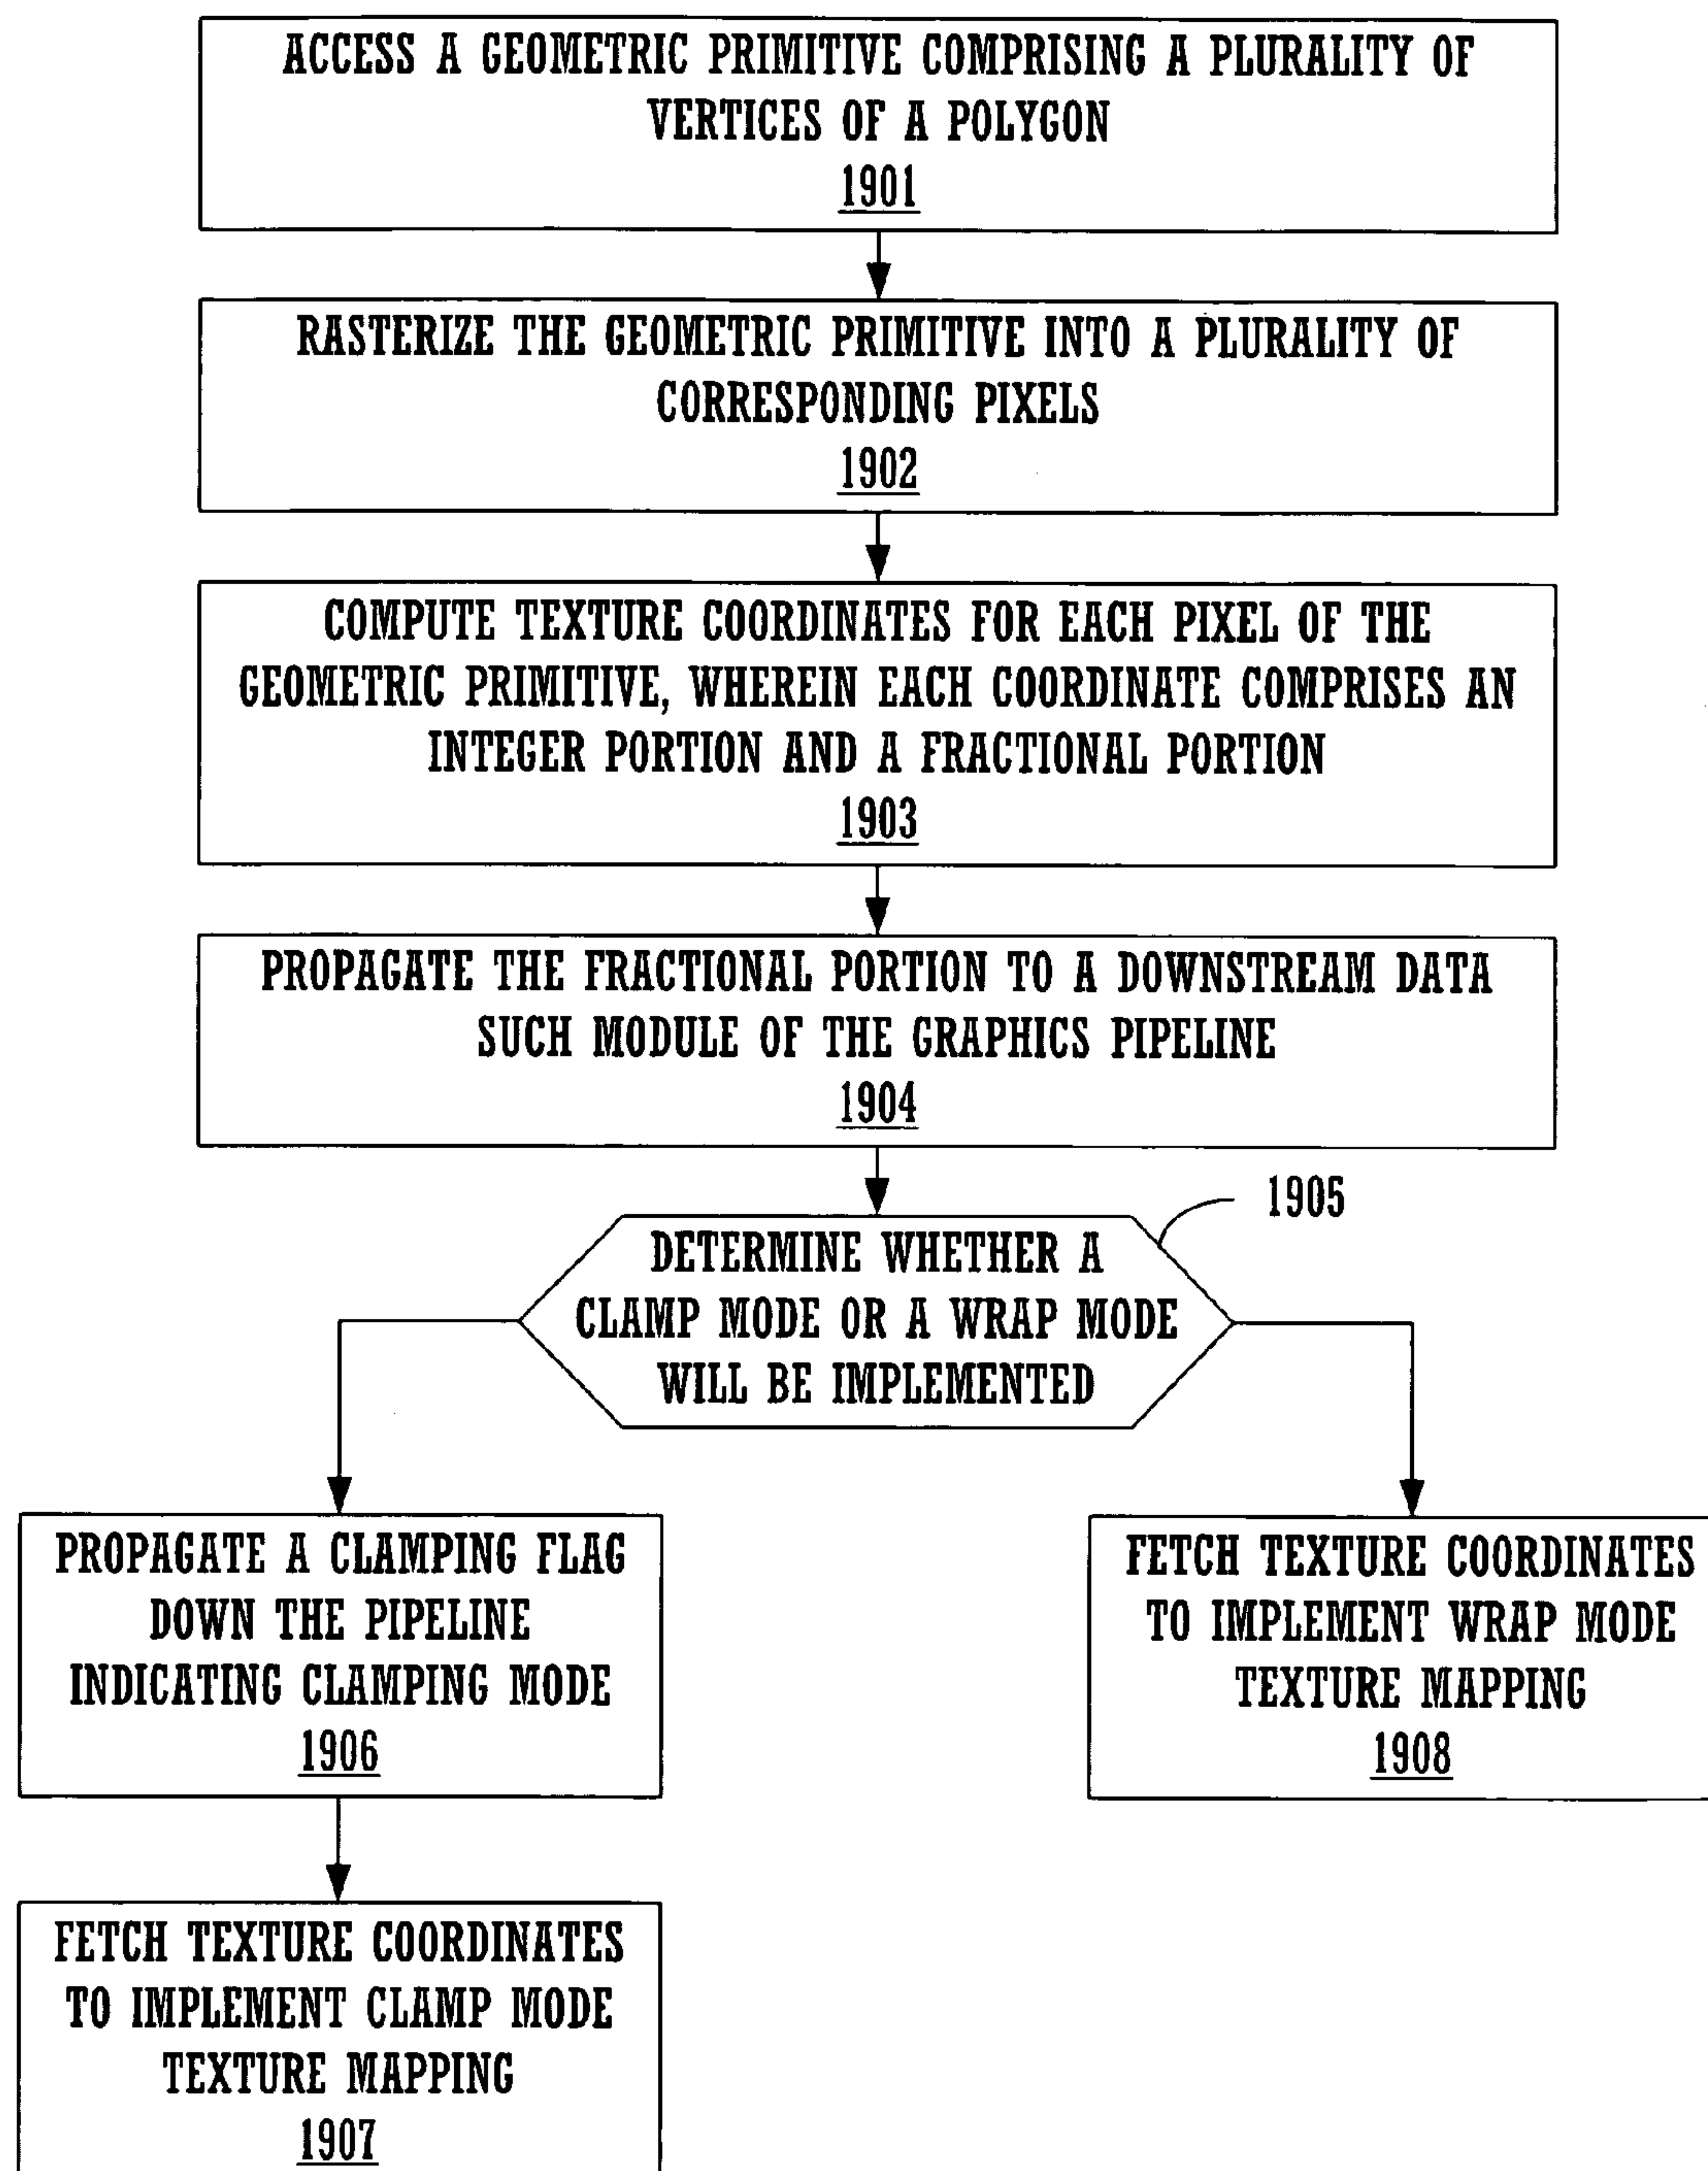 ACCESS A GEOMETRIC PRIMITIVE COMPRISING A PLURALITY OF
VERTICES OF A POLYGON
1901
RASTERIZE THE GEOMETRIC PRIMITIVE INTO A PLURALITY OF
CORRESPONDING PIXELS
1902
COMPUTE TEXTURE COORDINATES FOR EACH PIXEL OF THE
GEOMETRIC PRIMITIVE, WHEREIN EACH COORDINATE COMPRISES AN
INTEGER PORTION AND A FRACTIONAL PORTION
1903
PROPAGATE THE FRACTIONAL PORTION TO A DOWNSTREAM DATA
SUCH MODULE OF THE GRAPHICS PIPELINE
1904
1905
DETERMINE WHETHER A
CLAMP MODE OR A WRAP MODE
WILL BE IMPLEMENTED
PROPAGATE A CLAMPING FLAG
DOWN THE PIPELINE
INDICATING CLAMPING MODE
1906
FETCH TEXTURE COORDINATES
TO IMPLEMENT WRAP MODE
TEXTURE MAPPING
1908
FETCH TEXTURE COORDINATES
TO IMPLEMENT CLAMP MODE
TEXTURE MAPPING
1907